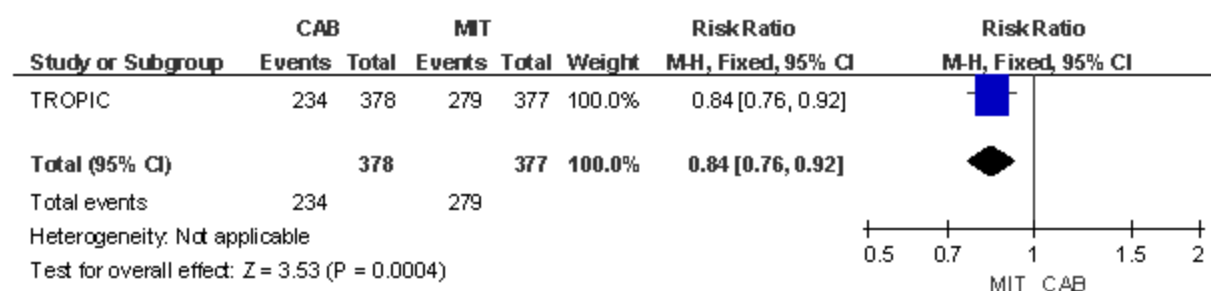 CAB MIT Risk Ratio Risk Ratio
Study or Subgroup Events Total Events Total Weight M-H, Fixed, 95% CI M-H, Fixed, 95% CI
TROPIC 234 378 279 377 100.0% 0.84 [0.76, 0.92]
Total (95% CI) 378 377 100.0% 0.84 [0.76, 0.92]
Total events 234 279
Heterogeneity: Not applicable
Test for overall effect: Z = 3.53 (P = 0.0004)
0.5 0.7 1 1.5 2
MIT CAB